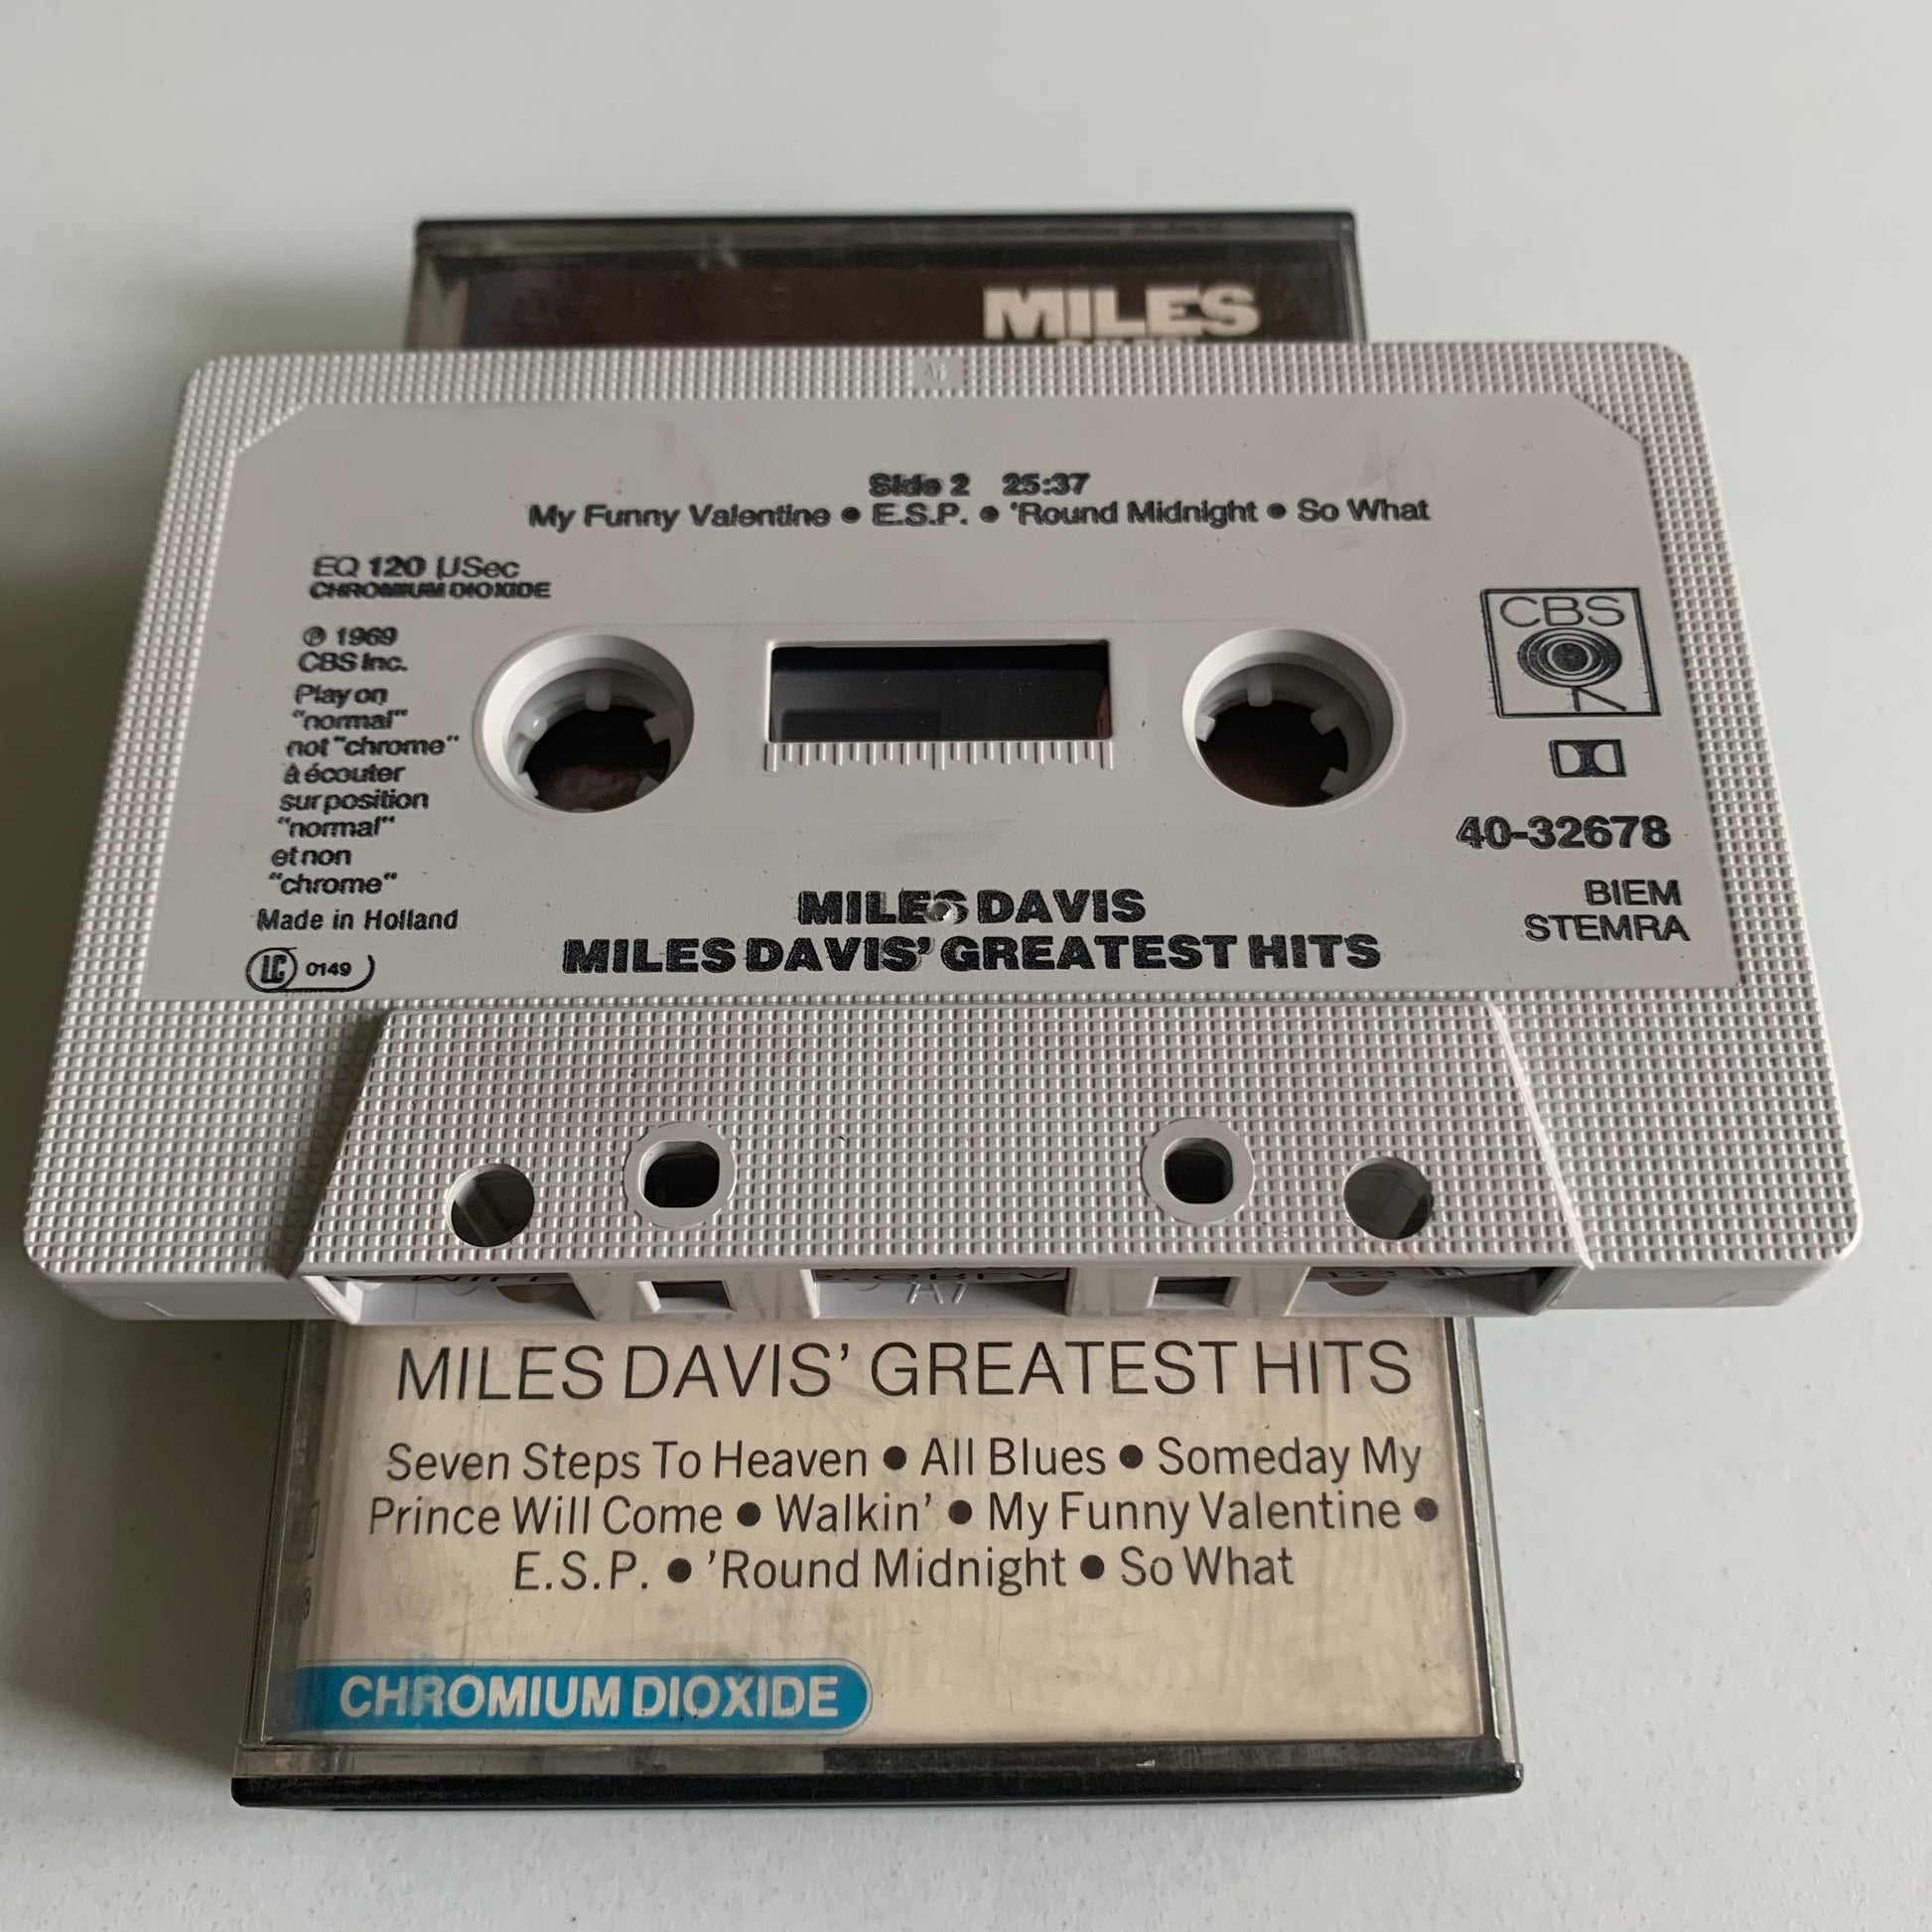 MILES
Side 2 25:37
My Funny Valentine ● E.S.P. ● 'Round Midnight ● So What
EQ 120 µSec
CHROMIUM DIOXIDE
℗ 1969
CBS Inc.
Play on
"normal"
not "chrome"
à écouter
sur position
"normal"
et non
"chrome"
Made in Holland
LC 0149
CBS
40-32678
BIEM
STEMRA
MILES DAVIS
MILES DAVIS' GREATEST HITS
MILES DAVIS' GREATEST HITS
Seven Steps To Heaven ● All Blues ● Someday My
Prince Will Come ● Walkin' ● My Funny Valentine ●
E.S.P. ● 'Round Midnight ● So What
CHROMIUM DIOXIDE